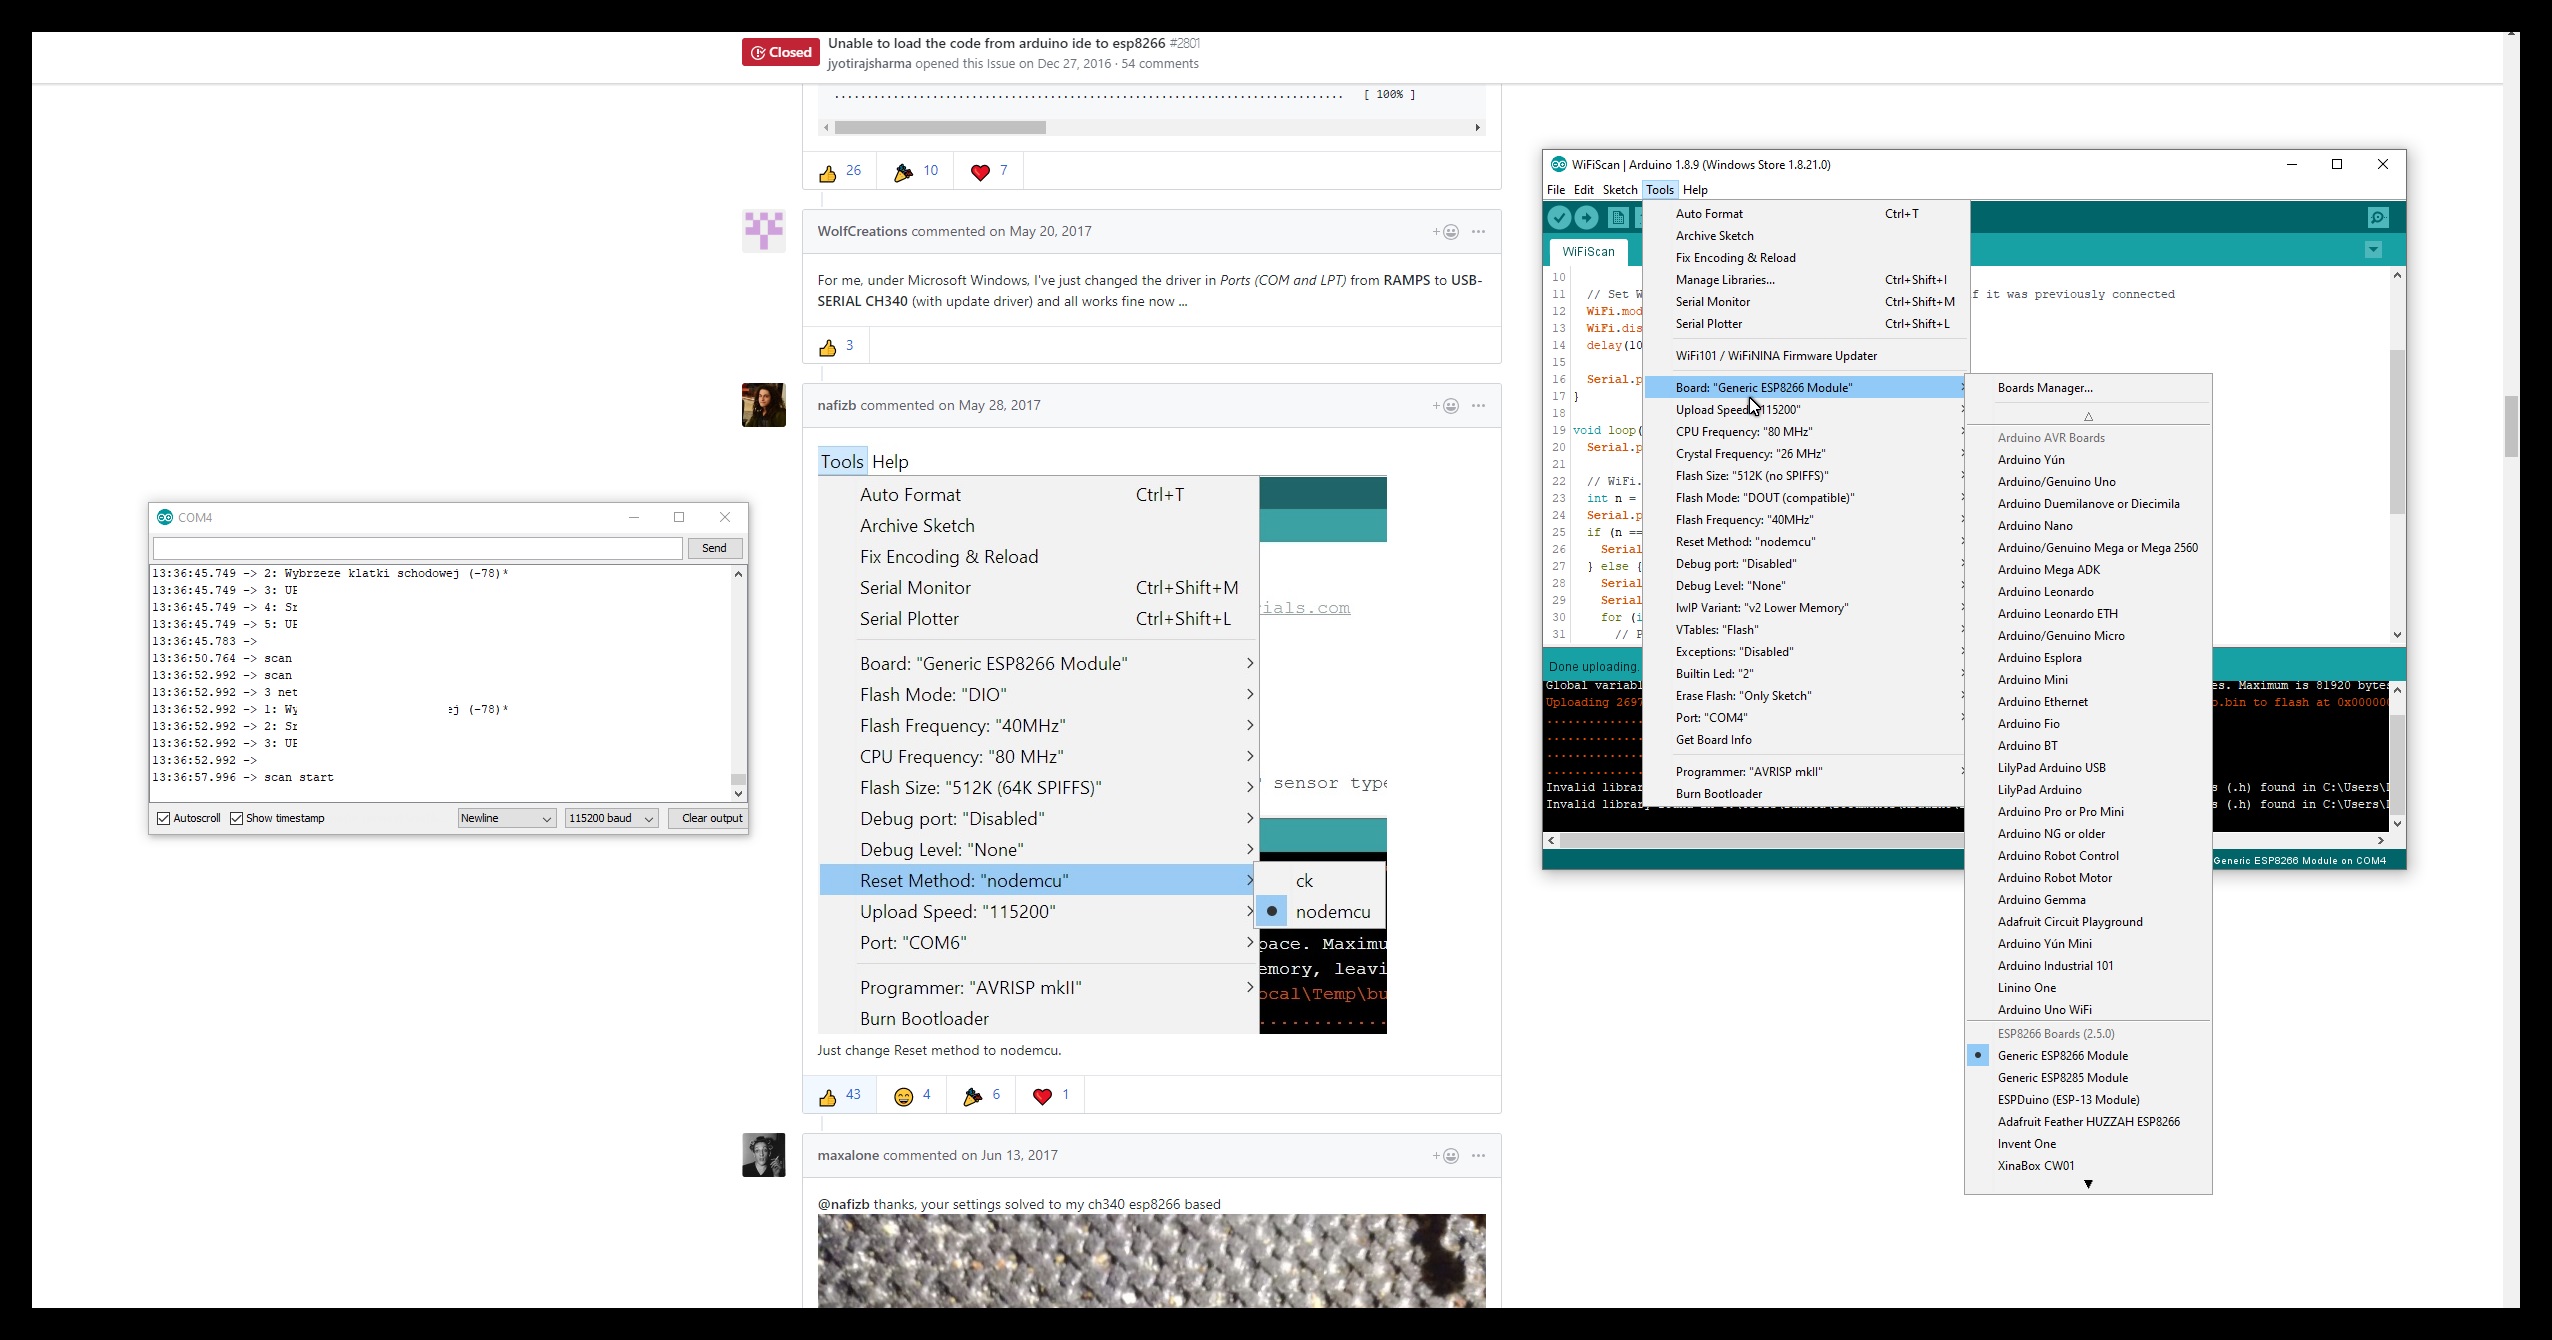 Closed
Unable to load the code from arduino ide to esp8266 #2801
jyotirajsharma opened this Issue on Dec 27, 2016 · 54 comments
[ 100% ]
26 10 7
WolfCreations commented on May 20, 2017
For me, under Microsoft Windows, I've just changed the driver in Ports (COM and LPT) from RAMPS to USB-
SERIAL CH340 (with update driver) and all works fine now ...
3
nafizb commented on May 28, 2017
Tools Help
Auto Format Ctrl+T
Archive Sketch
Fix Encoding & Reload
Serial Monitor Ctrl+Shift+M
Serial Plotter Ctrl+Shift+L
Board: "Generic ESP8266 Module"
Flash Mode: "DIO"
Flash Frequency: "40MHz"
CPU Frequency: "80 MHz"
Flash Size: "512K (64K SPIFFS)"
Debug port: "Disabled"
Debug Level: "None"
Reset Method: "nodemcu"
Upload Speed: "115200"
Port: "COM6"
Programmer: "AVRISP mkII"
Burn Bootloader
ials.com
sensor type
ck
nodemcu
pace. Maximu
emory, leavi
ocal\Temp\bu
Just change Reset method to nodemcu.
43 4 6 1
maxalone commented on Jun 13, 2017
@nafizb thanks, your settings solved to my ch340 esp8266 based
COM4
Send
13:36:45.749 -> 2: Wybrzeze klatki schodowej (-78)*
13:36:45.749 -> 3: UE
13:36:45.749 -> 4: Sr
13:36:45.749 -> 5: UE
13:36:45.783 ->
13:36:50.764 -> scan
13:36:52.992 -> scan
13:36:52.992 -> 3 net
13:36:52.992 -> 1: Wy ej (-78)*
13:36:52.992 -> 2: Sr
13:36:52.992 -> 3: UE
13:36:52.992 ->
13:36:57.996 -> scan start
Autoscroll Show timestamp Newline 115200 baud Clear output
WiFiScan | Arduino 1.8.9 (Windows Store 1.8.21.0)
File Edit Sketch Tools Help
WiFiScan
10
11 // Set W
f it was previously connected
12 WiFi.mod
13 WiFi.dis
14 delay(10
15
16 Serial.p
17 }
18
19 void loop(
20 Serial.p
21
22 // WiFi.
23 int n =
24 Serial.p
25 if (n ==
26 Serial
27 } else {
28 Serial
29 Serial
30 for (i
31 // P
Done uploading.
Global variabl es. Maximum is 81920 byte
Uploading 2697 o.bin to flash at 0x00000
Invalid librar s (.h) found in C:\Users\
Invalid librar s (.h) found in C:\Users\
Generic ESP8266 Module on COM4
Auto Format Ctrl+T
Archive Sketch
Fix Encoding & Reload
Manage Libraries... Ctrl+Shift+I
Serial Monitor Ctrl+Shift+M
Serial Plotter Ctrl+Shift+L
WiFi101 / WiFiNINA Firmware Updater
Board: "Generic ESP8266 Module"
Upload Speed 115200"
CPU Frequency: "80 MHz"
Crystal Frequency: "26 MHz"
Flash Size: "512K (no SPIFFS)"
Flash Mode: "DOUT (compatible)"
Flash Frequency: "40MHz"
Reset Method: "nodemcu"
Debug port: "Disabled"
Debug Level: "None"
lwIP Variant: "v2 Lower Memory"
VTables: "Flash"
Exceptions: "Disabled"
Builtin Led: "2"
Erase Flash: "Only Sketch"
Port: "COM4"
Get Board Info
Programmer: "AVRISP mkII"
Burn Bootloader
Boards Manager...
Arduino AVR Boards
Arduino Yún
Arduino/Genuino Uno
Arduino Duemilanove or Diecimila
Arduino Nano
Arduino/Genuino Mega or Mega 2560
Arduino Mega ADK
Arduino Leonardo
Arduino Leonardo ETH
Arduino/Genuino Micro
Arduino Esplora
Arduino Mini
Arduino Ethernet
Arduino Fio
Arduino BT
LilyPad Arduino USB
LilyPad Arduino
Arduino Pro or Pro Mini
Arduino NG or older
Arduino Robot Control
Arduino Robot Motor
Arduino Gemma
Adafruit Circuit Playground
Arduino Yún Mini
Arduino Industrial 101
Linino One
Arduino Uno WiFi
ESP8266 Boards (2.5.0)
Generic ESP8266 Module
Generic ESP8285 Module
ESPDuino (ESP-13 Module)
Adafruit Feather HUZZAH ESP8266
Invent One
XinaBox CW01